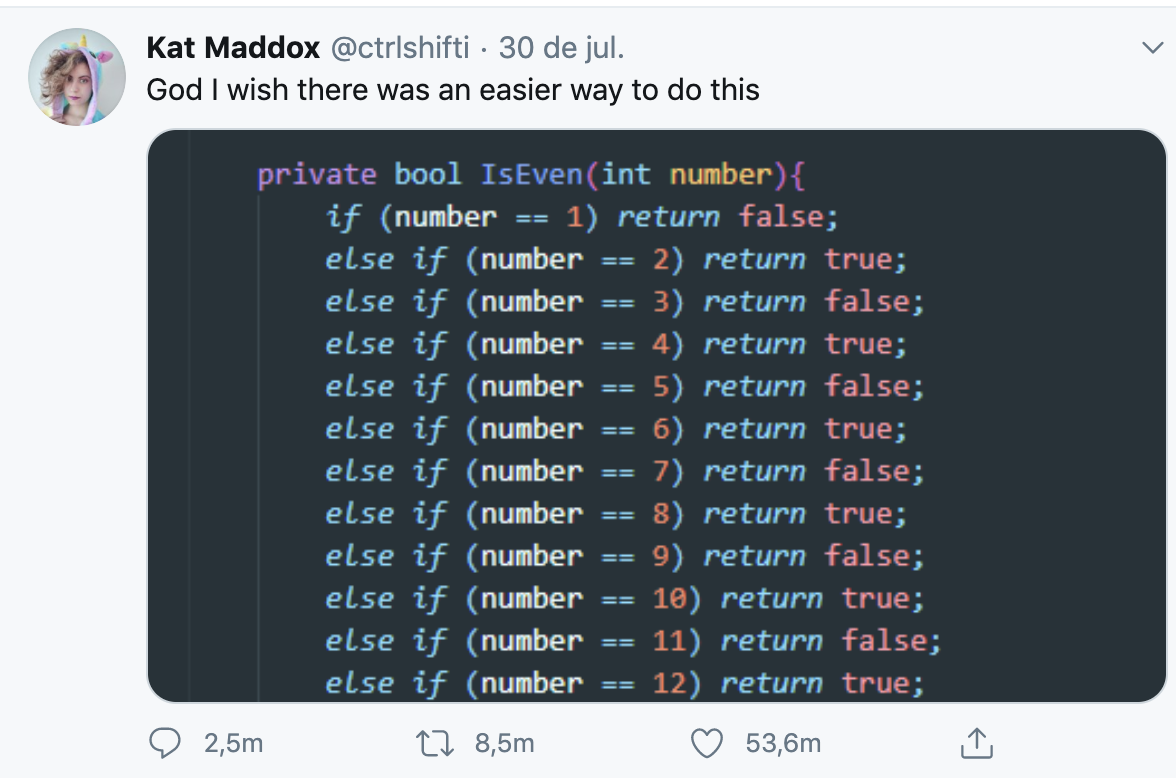 Kat Maddox @ctrlshifti · 30 de jul.
God I wish there was an easier way to do this
private bool IsEven(int number){
if (number == 1) return false;
else if (number == 2) return true;
else if (number == 3) return false;
else if (number == 4) return true;
else if (number == 5) return false;
else if (number == 6) return true;
else if (number == 7) return false;
else if (number == 8) return true;
else if (number == 9) return false;
else if (number == 10) return true;
else if (number == 11) return false;
else if (number == 12) return true;
2,5m 8,5m 53,6m